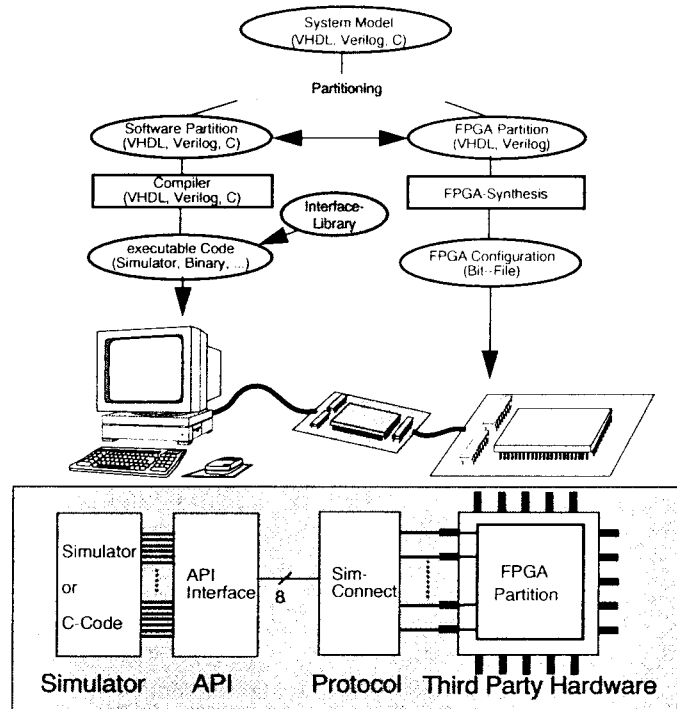 System Model
(VHDL, Verilog, C)
Partitioning
Software Partition
(VHDL, Verilog, C)
FPGA Partition
(VHDL, Verilog)
Compiler
(VHDL, Verilog, C)
FPGA-Synthesis
Interface-
Library
executable Code
(Simulator, Binary, ...)
FPGA Configuration
(Bit--File)
Simulator
or
C-Code
API
Interface
8
Sim-
Connect
FPGA
Partition
Simulator
API
Protocol
Third Party Hardware